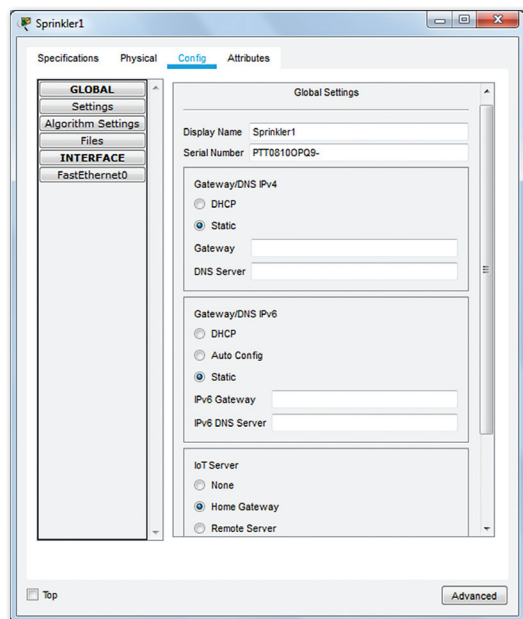 Sprinkler1
Specifications Physical Config Attributes
GLOBAL
Settings
Algorithm Settings
Files
INTERFACE
FastEthernet0
Global Settings
Display Name Sprinkler1
Serial Number PTT0810OPQ9-
Gateway/DNS IPv4
DHCP
Static
Gateway
DNS Server
Gateway/DNS IPv6
DHCP
Auto Config
Static
IPv6 Gateway
IPv6 DNS Server
IoT Server
None
Home Gateway
Remote Server
Top
Advanced